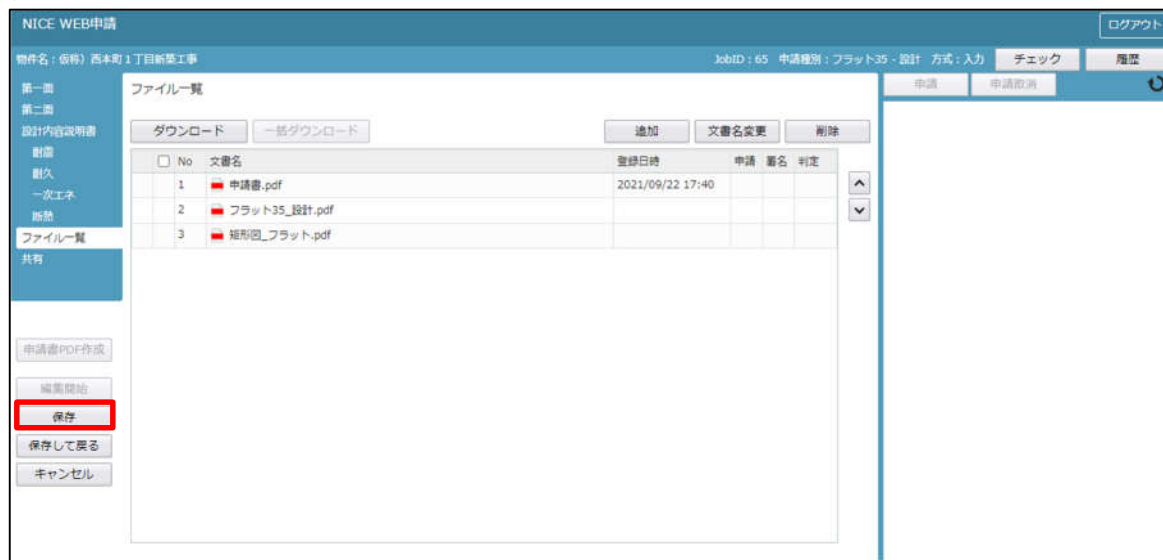 NICE WEB申請
ログアウト
物件名：仮称）西本町1丁目新築工事 JobID：65 申請種別：フラット35 - 設計 方式：入力 チェック 履歴
第一面
第二面
設計内容説明書
耐震
耐久
一次エネ
断熱
ファイル一覧
共有
申請書PDF作成
編集開始
保存
保存して戻る
キャンセル
ファイル一覧
ダウンロード 一括ダウンロード 追加 文書名変更 削除
No 文書名 登録日時 申請 署名 判定
1 申請書.pdf 2021/09/22 17:40
2 フラット35_設計.pdf
3 矩形図_フラット.pdf
申請 申請取消